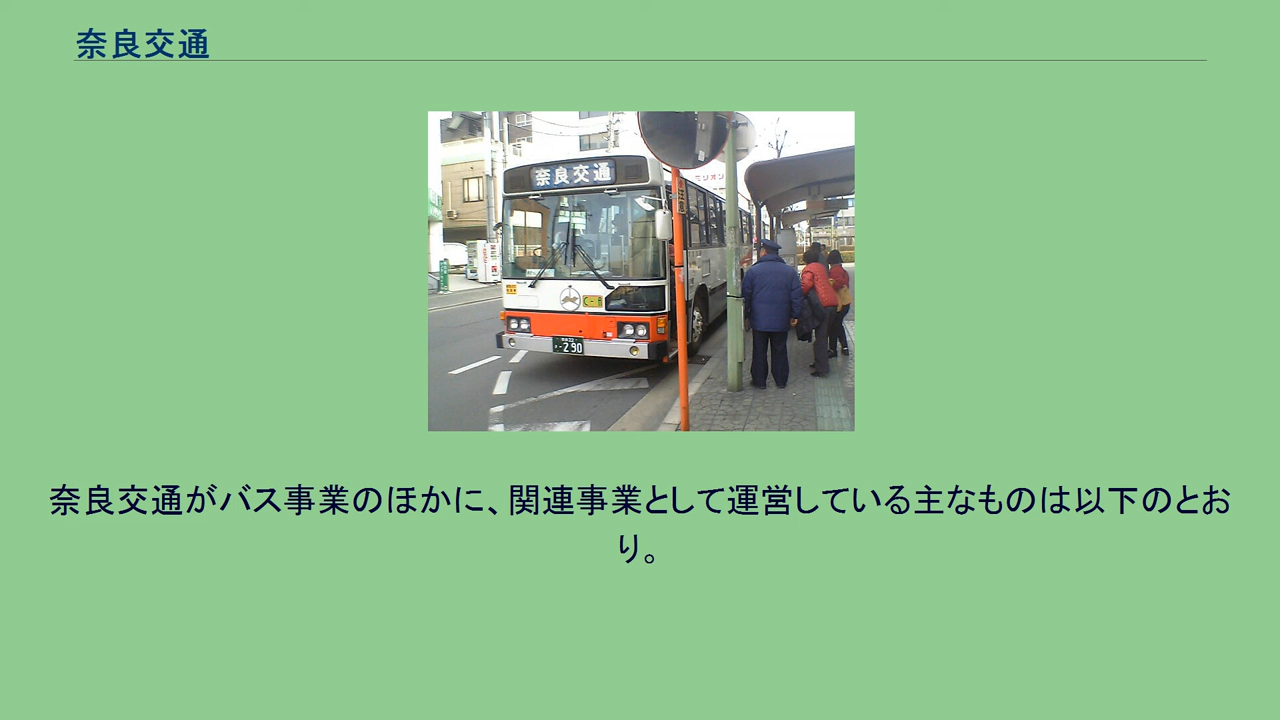 奈良交通
奈良交通
290
奈良交通がバス事業のほかに、関連事業として運営している主なものは以下のとお
り。